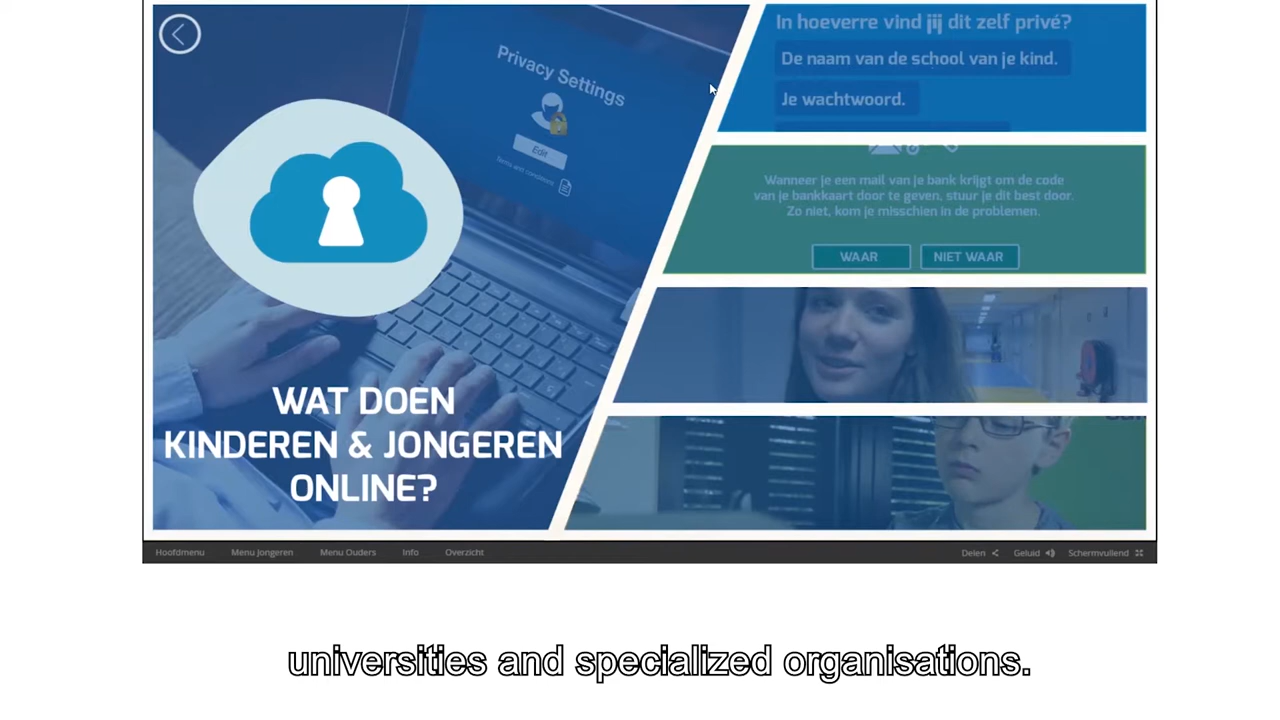 Privacy Settings
Edit
Terms and conditions
WAT DOEN
KINDEREN & JONGEREN
ONLINE?
In hoeverre vind jij dit zelf privé?
De naam van de school van je kind.
Je wachtwoord.
Wanneer je een mail van je bank krijgt om de code
van je bankkaart door te geven, stuur je dit best door.
Zo niet, kom je misschien in de problemen.
WAAR
NIET WAAR
Hoofdmenu Menu Jongeren Menu Ouders Info Overzicht Delen Geluid Schermvullend
universities and specialized organisations.